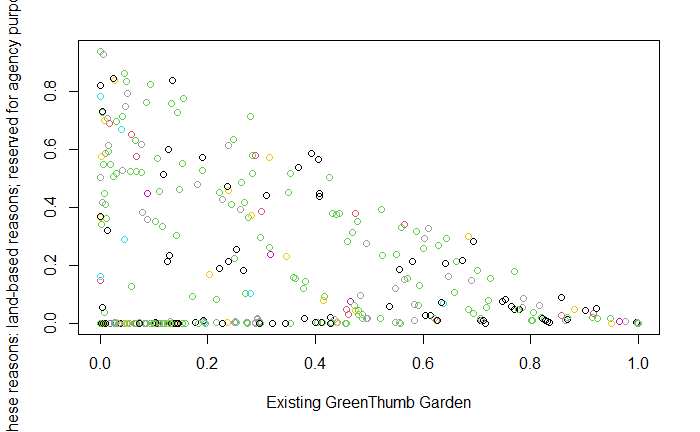 hese reasons: land-based reasons; reserved for agency purpo
0.8
0.6
0.4
0.2
0.0
0.0 0.2 0.4 0.6 0.8 1.0
Existing GreenThumb Garden